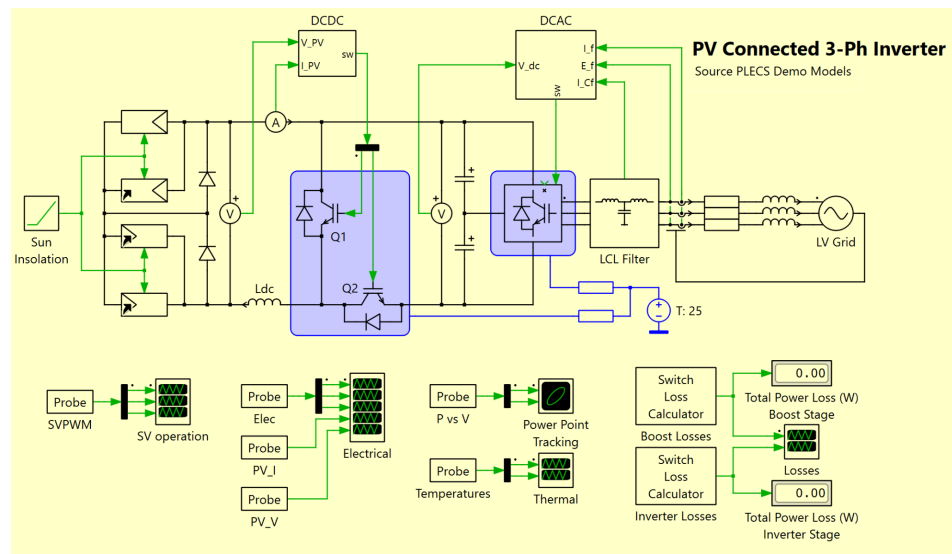 DCDC
DCAC
PV Connected 3-Ph Inverter
Source PLECS Demo Models
V_PV
I_PV
sw
V_dc
I_f
E_f
I_Cf
sw
A
V
V
Sun
Insolation
Q1
Q2
Ldc
LCL Filter
LV Grid
T: 25
Probe
SVPWM
SV operation
Probe
Elec
Probe
PV_I
Probe
PV_V
Electrical
Probe
P vs V
Power Point
Tracking
Probe
Temperatures
Thermal
Switch
Loss
Calculator
Boost Losses
0.00
Total Power Loss (W)
Boost Stage
Losses
Switch
Loss
Calculator
Inverter Losses
0.00
Total Power Loss (W)
Inverter Stage